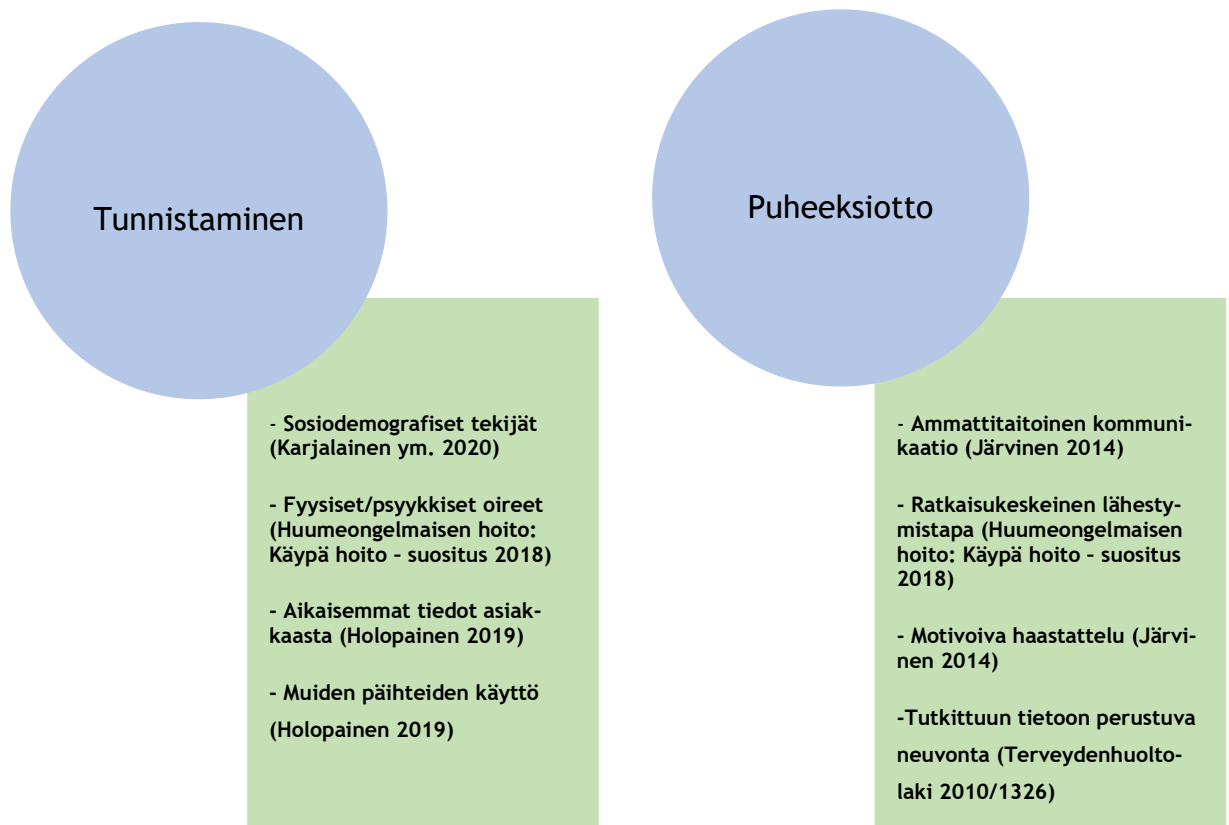 Tunnistaminen
- Sosiodemografiset tekijät
(Karjalainen ym. 2020)
- Fyysiset/psyykkiset oireet
(Huumeongelmaisen hoito:
Käypä hoito – suositus 2018)
- Aikaisemmat tiedot asiak-
kaasta (Holopainen 2019)
- Muiden päihteiden käyttö
(Holopainen 2019)
Puheeksiotto
- Ammattitaitoinen kommuni-
kaatio (Järvinen 2014)
- Ratkaisukeskeinen lähesty-
mistapa (Huumeongelmaisen
hoito: Käypä hoito – suositus
2018)
- Motivoiva haastattelu (Järvi-
nen 2014)
-Tutkittuun tietoon perustuva
neuvonta (Terveydenhuolto-
laki 2010/1326)